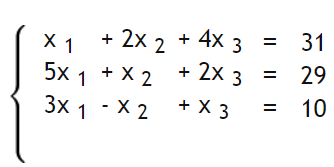 x 1 + 2x 2 + 4x 3 = 31
5x 1 + x 2 + 2x 3 = 29
3x 1 - x 2 + x 3 = 10